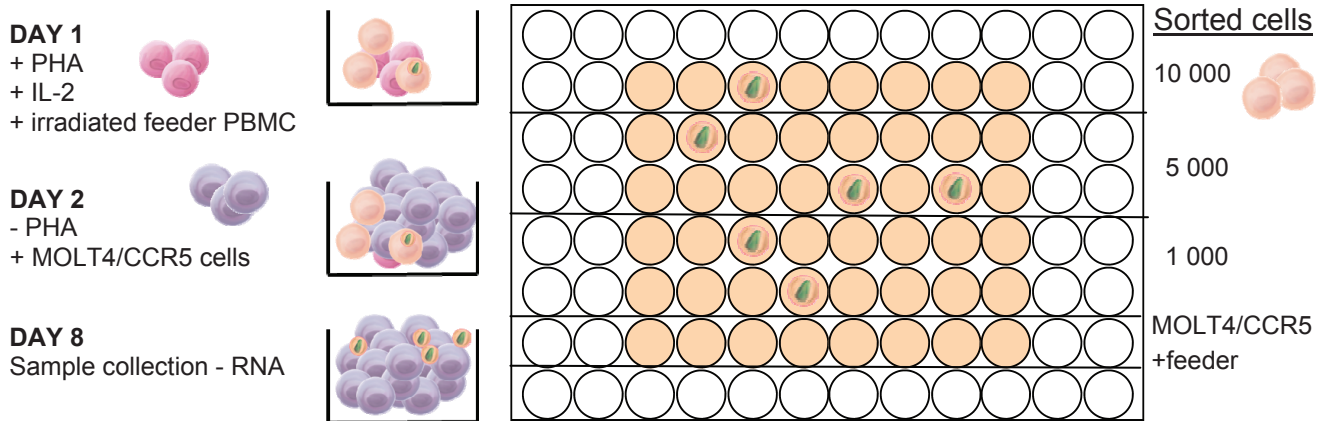 DAY 1
+ PHA
+ IL-2
+ irradiated feeder PBMC
DAY 2
- PHA
+ MOLT4/CCR5 cells
DAY 8
Sample collection - RNA
Sorted cells
10 000
5 000
1 000
MOLT4/CCR5
+feeder